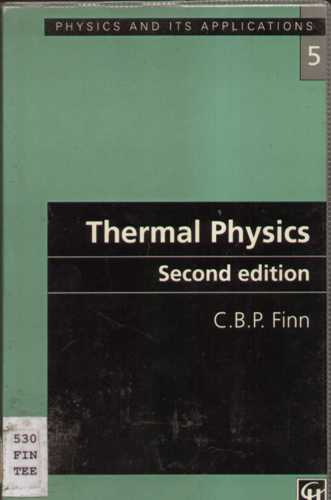 PHYSICS AND ITS APPLICATIONS
5
Thermal Physics
Second edition
C.B.P. Finn
530
FIN
TEE